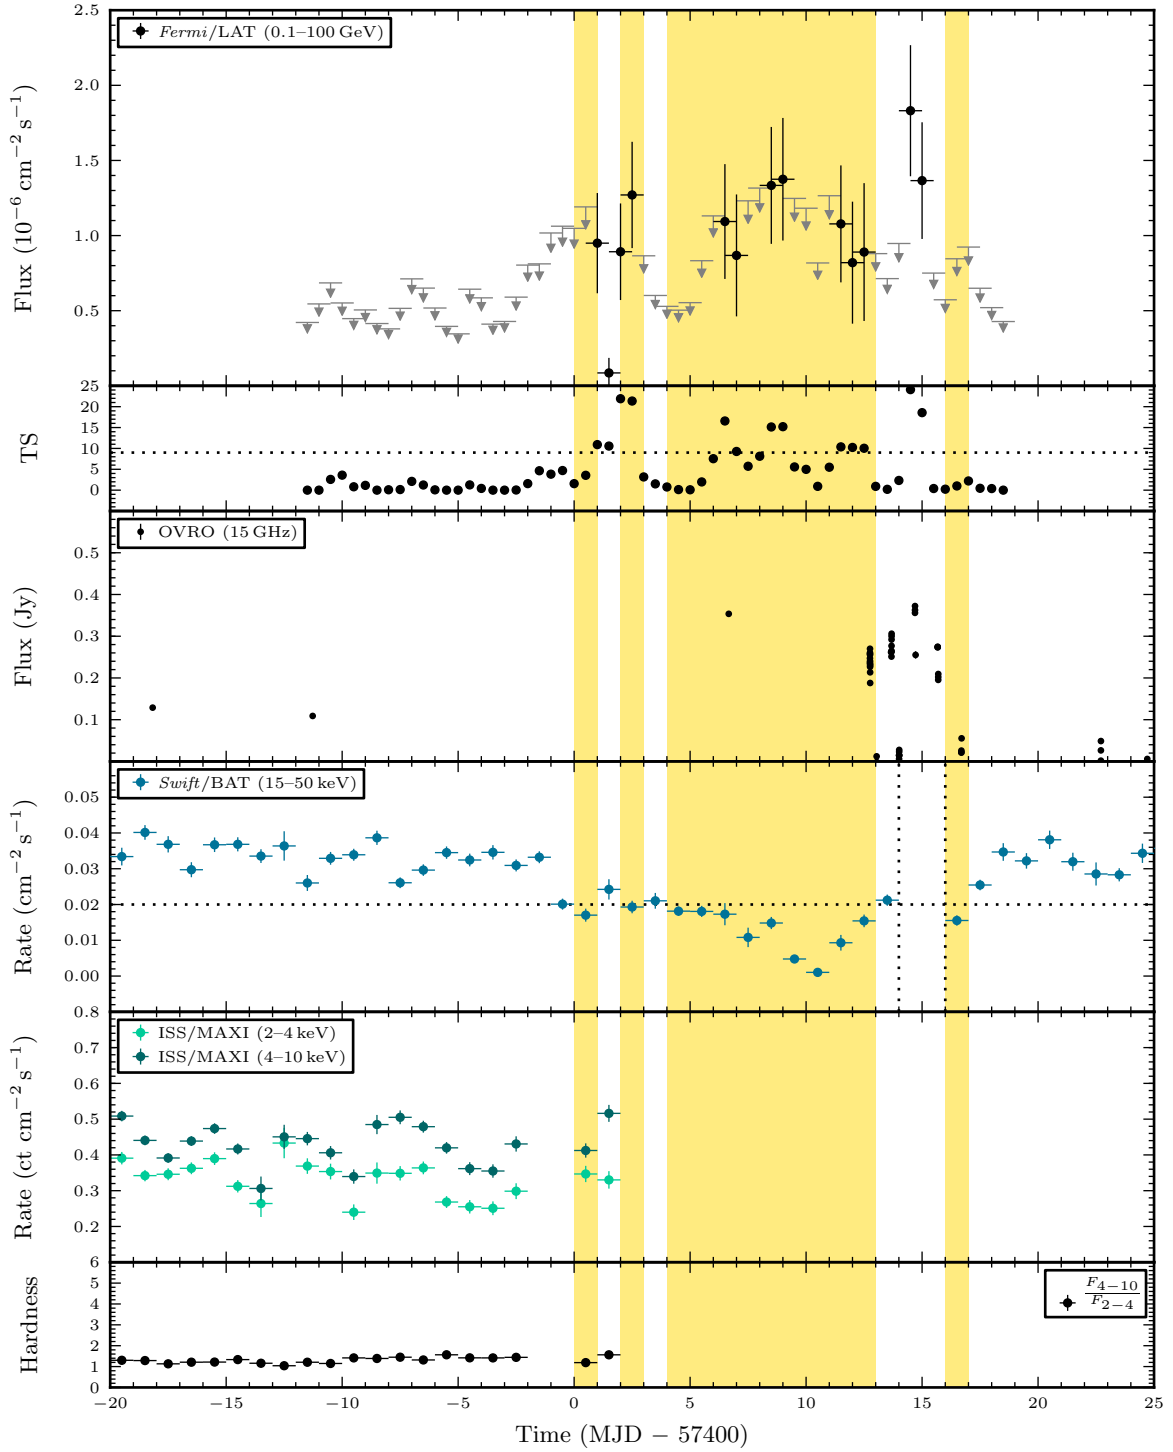 2.5
Fermi/LAT (0.1–100 GeV)
2.0
1.5
1.0
0.5
Flux (10⁻⁶ cm⁻² s⁻¹)
25
20
15
10
5
0
TS
OVRO (15 GHz)
0.5
0.4
0.3
0.2
0.1
Flux (Jy)
Swift/BAT (15–50 keV)
0.05
0.04
0.03
0.02
0.01
0.00
Rate (cm⁻² s⁻¹)
0.8
ISS/MAXI (2–4 keV)
ISS/MAXI (4–10 keV)
0.7
0.6
0.5
0.4
0.3
0.2
Rate (ct cm⁻² s⁻¹)
6
5
4
3
2
1
0
Hardness
F₄₋₁₀
F₂₋₄
−20 −15 −10 −5 0 5 10 15 20 25
Time (MJD − 57400)